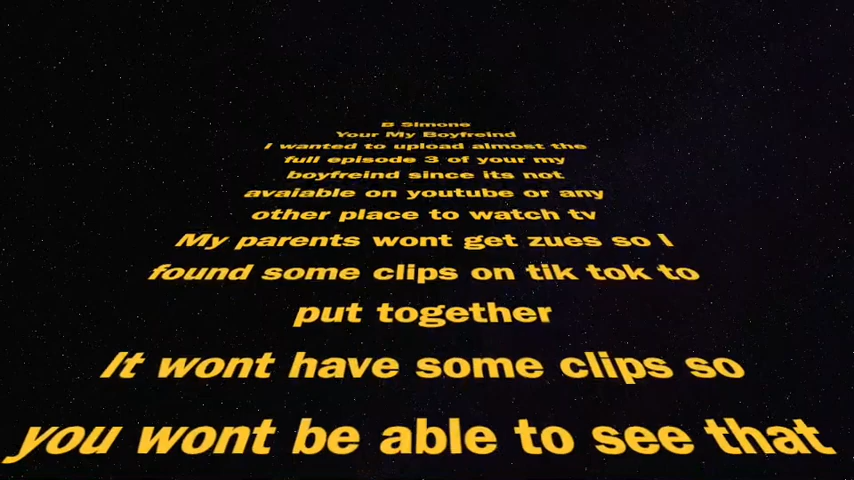 B Simone
Your My Boyfreind
I wanted to upload almost the
full episode 3 of your my
boyfreind since its not
avaiable on youtube or any
other place to watch tv
My parents wont get zues so I
found some clips on tik tok to
put together
It wont have some clips so
you wont be able to see that